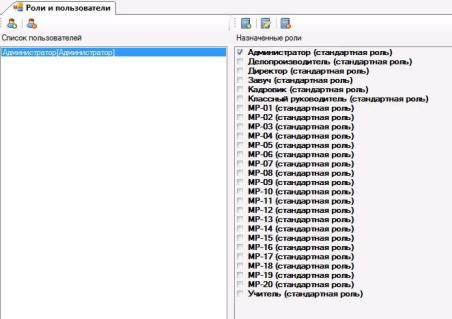 Роли и пользователи
Список пользователей
Администратор[Администратор]
Назначенные роли
Администратор (стандартная роль)
Делопроизводитель (стандартная роль)
Директор (стандартная роль)
Завуч (стандартная роль)
Кадровик (стандартная роль)
Классный руководитель (стандартная роль)
МР-01 (стандартная роль)
МР-02 (стандартная роль)
МР-03 (стандартная роль)
МР-04 (стандартная роль)
МР-05 (стандартная роль)
МР-06 (стандартная роль)
МР-07 (стандартная роль)
МР-08 (стандартная роль)
МР-09 (стандартная роль)
МР-10 (стандартная роль)
МР-11 (стандартная роль)
МР-12 (стандартная роль)
МР-13 (стандартная роль)
МР-14 (стандартная роль)
МР-15 (стандартная роль)
МР-16 (стандартная роль)
МР-17 (стандартная роль)
МР-18 (стандартная роль)
МР-19 (стандартная роль)
МР-20 (стандартная роль)
Учитель (стандартная роль)